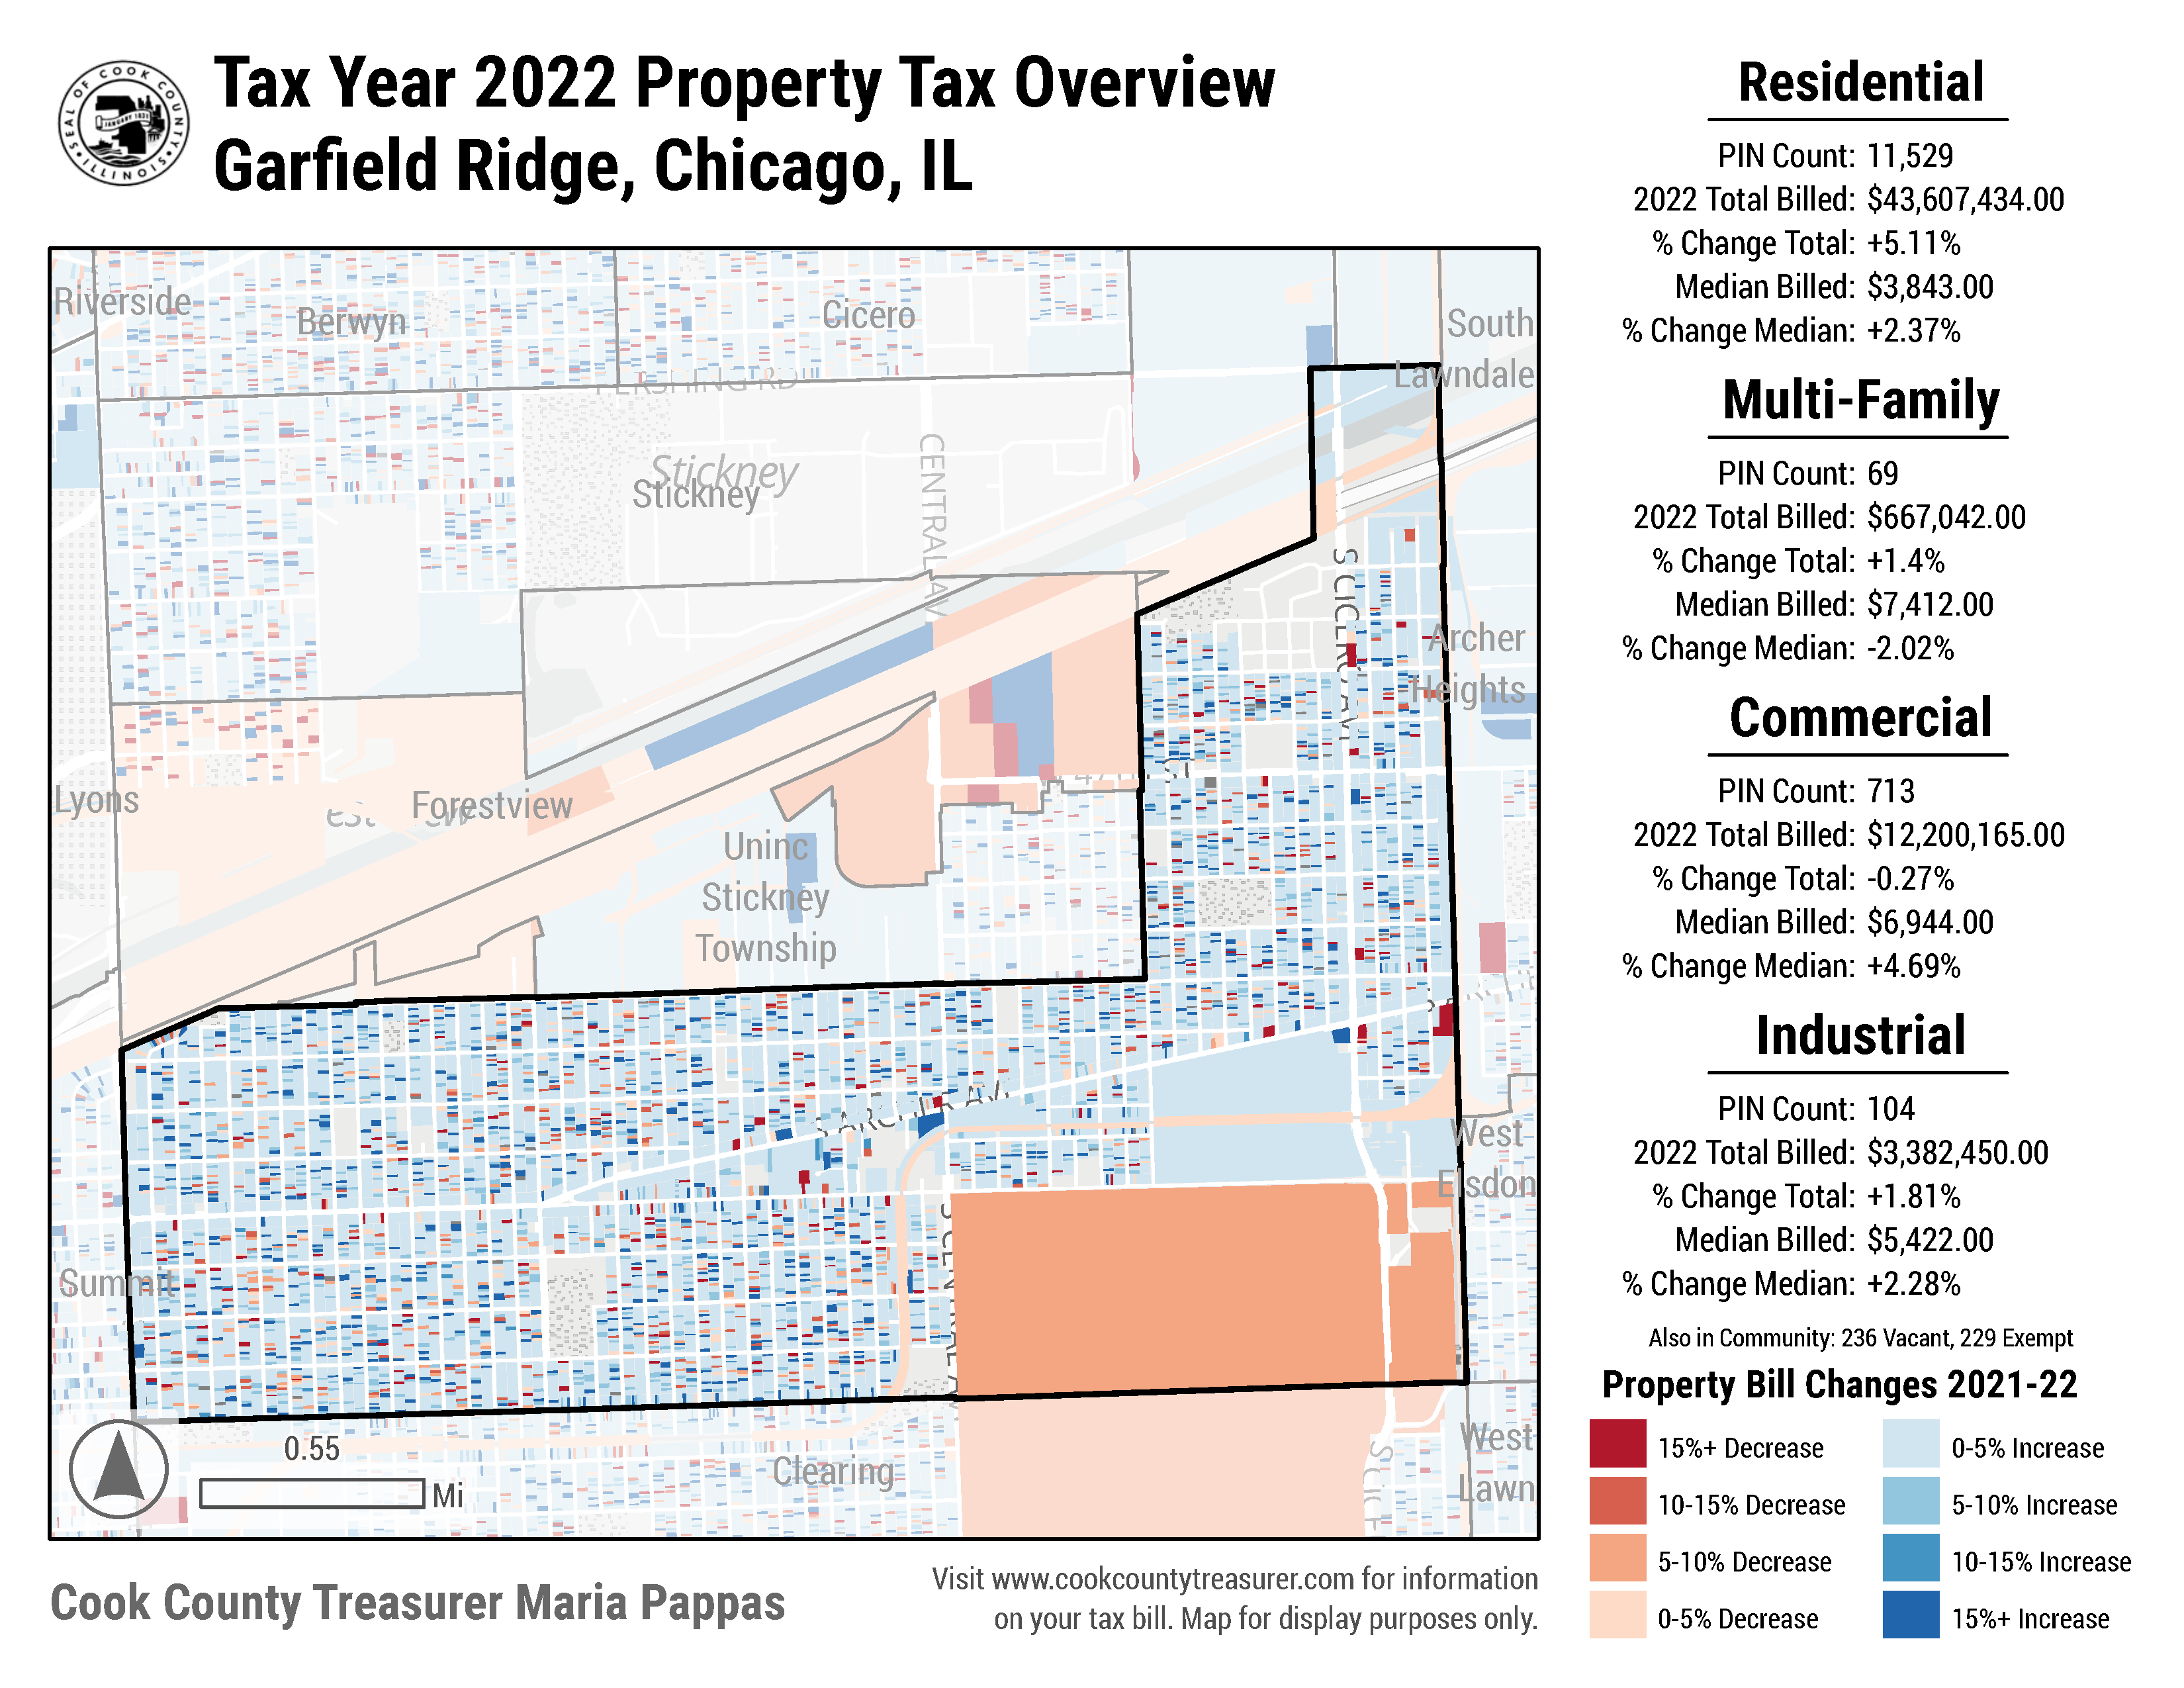 SEAL OF COOK COUNTY
ILLINOIS
JANUARY 1831
Tax Year 2022 Property Tax Overview
Garfield Ridge, Chicago, IL
Riverside
Berwyn
Cicero
South
Lawndale
PERSHING RD
Stickney
Stickney
CENTRAL AV
S CICERO AV
Archer
Heights
Lyons
Forestview
Uninc
Stickney
Township
S ARCHER AV
West
Elsdon
Summit
S CENTRAL AV
Clearing
West
Lawn
0.55
Mi
Cook County Treasurer Maria Pappas
Visit www.cookcountytreasurer.com for information
on your tax bill. Map for display purposes only.
Residential
PIN Count: 11,529
2022 Total Billed: $43,607,434.00
% Change Total: +5.11%
Median Billed: $3,843.00
% Change Median: +2.37%
Multi-Family
PIN Count: 69
2022 Total Billed: $667,042.00
% Change Total: +1.4%
Median Billed: $7,412.00
% Change Median: -2.02%
Commercial
PIN Count: 713
2022 Total Billed: $12,200,165.00
% Change Total: -0.27%
Median Billed: $6,944.00
% Change Median: +4.69%
Industrial
PIN Count: 104
2022 Total Billed: $3,382,450.00
% Change Total: +1.81%
Median Billed: $5,422.00
% Change Median: +2.28%
Also in Community: 236 Vacant, 229 Exempt
Property Bill Changes 2021-22
15%+ Decrease
10-15% Decrease
5-10% Decrease
0-5% Decrease
0-5% Increase
5-10% Increase
10-15% Increase
15%+ Increase